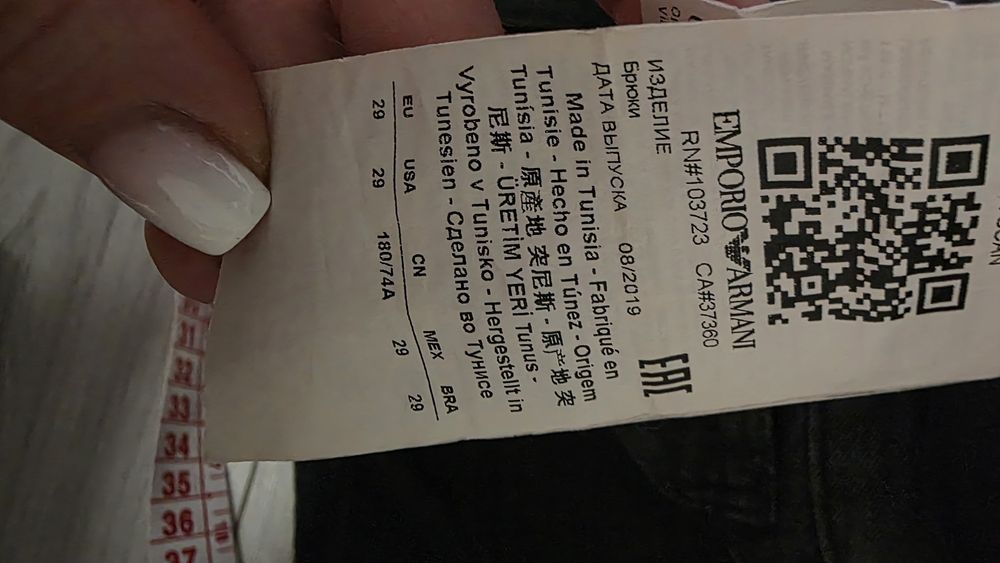 EMPORIO ARMANI
RN#103723 CA#37360
ИЗДЕЛИЕ
Брюки
ДАТА ВЫПУСКА 08/2019
EAC
Made in Tunisia - Fabriqué en
Tunisie - Hecho en Túnez - Origem
Tunísia - 原產地 突尼斯 - 原产地 突
尼斯 - ÜRETİM YERİ Tunus -
Vyrobeno v Tunisko - Hergestellt in
Tunesien - Сделано во Тунисе
EU USA CN MEX BRA
29 29 180/74A 29 29
31
32
33
34
35
36
37